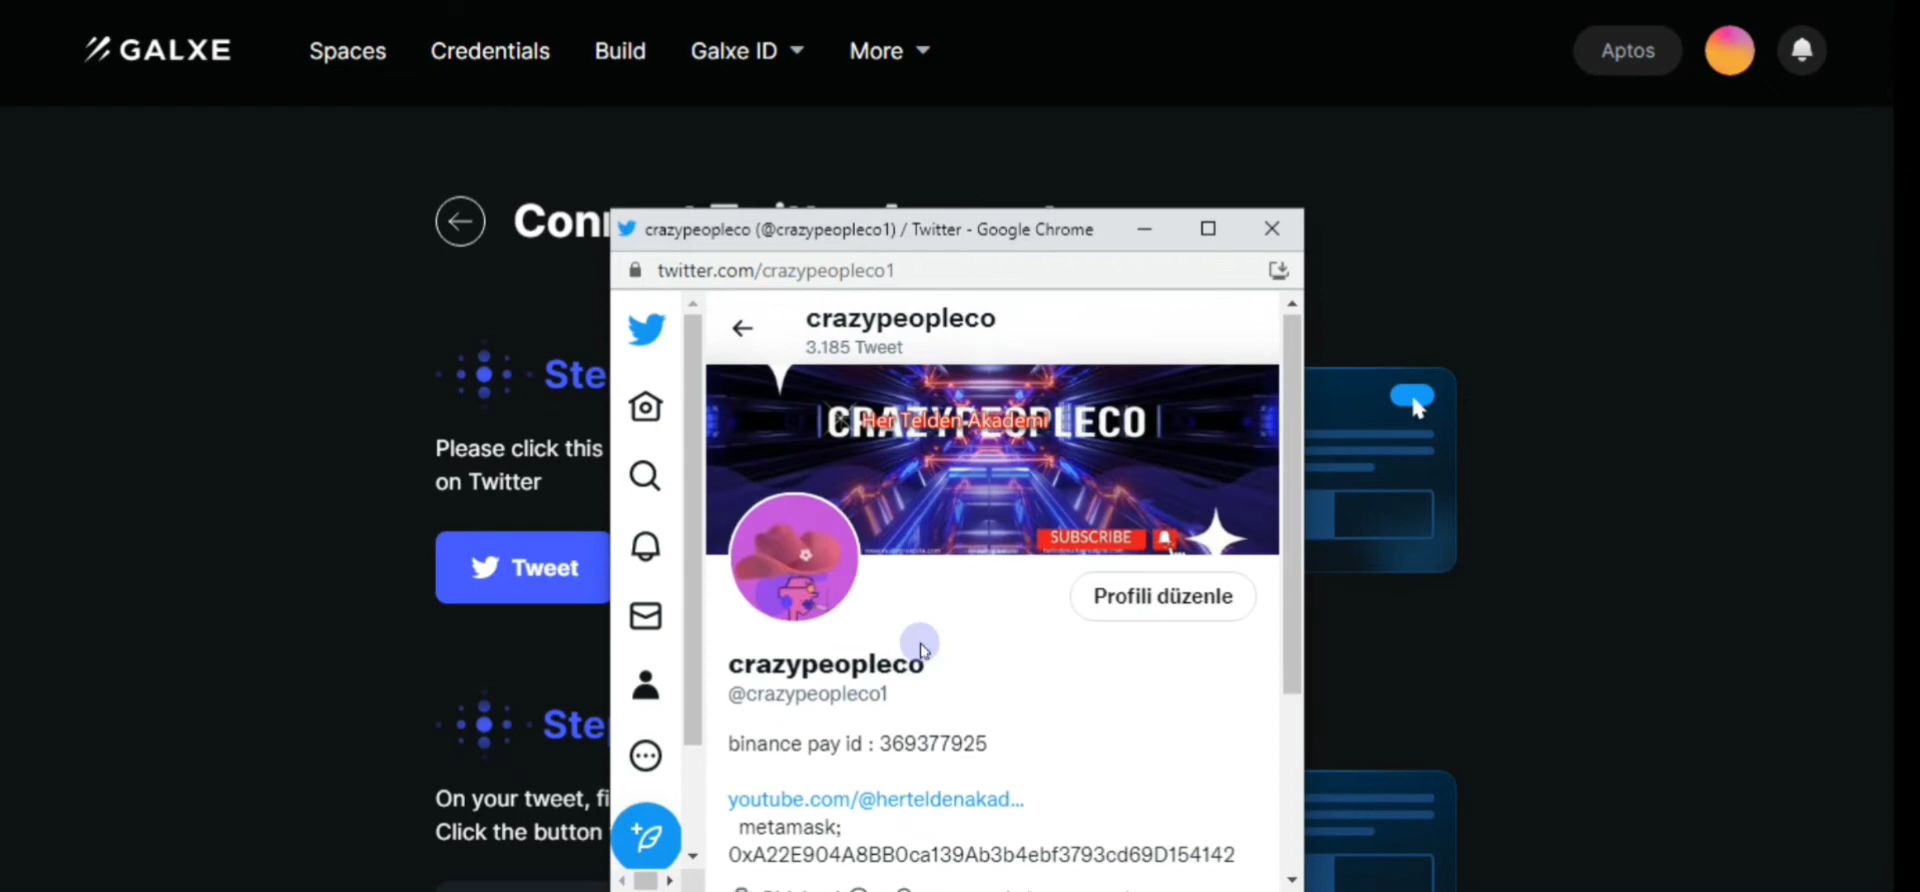 GALXE
Spaces
Credentials
Build
Galxe ID
More
Aptos
crazypeopleco (@crazypeopleco1) / Twitter - Google Chrome
twitter.com/crazypeopleco1
crazypeopleco
3.185 Tweet
CRAZYPEOPLECO
Her Telden Akademi
SUBSCRIBE
Profili düzenle
crazypeopleco
@crazypeopleco1
binance pay id : 369377925
youtube.com/@herteldenakad...
metamask;
0xA22E904A8BB0ca139Ab3b4ebf3793cd69D154142
Ste
Please click this
on Twitter
Tweet
Ste
On your tweet, fi
Click the button